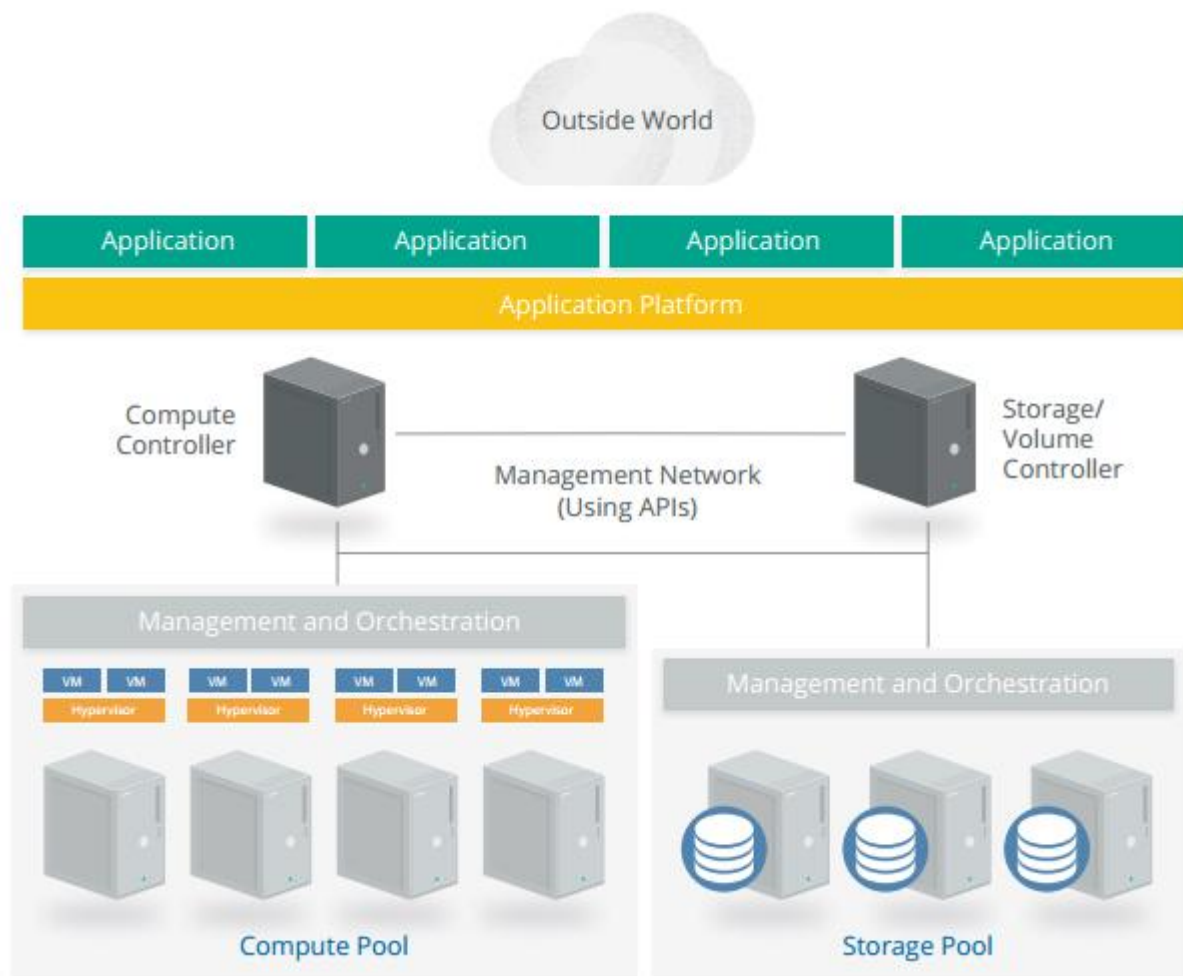 Outside World
Application Application Application Application
Application Platform
Compute
Controller
Storage/
Volume
Controller
Management Network
(Using APIs)
Management and Orchestration
VM VM VM VM VM VM VM VM
Hypervisor Hypervisor Hypervisor Hypervisor
Management and Orchestration
Compute Pool
Storage Pool